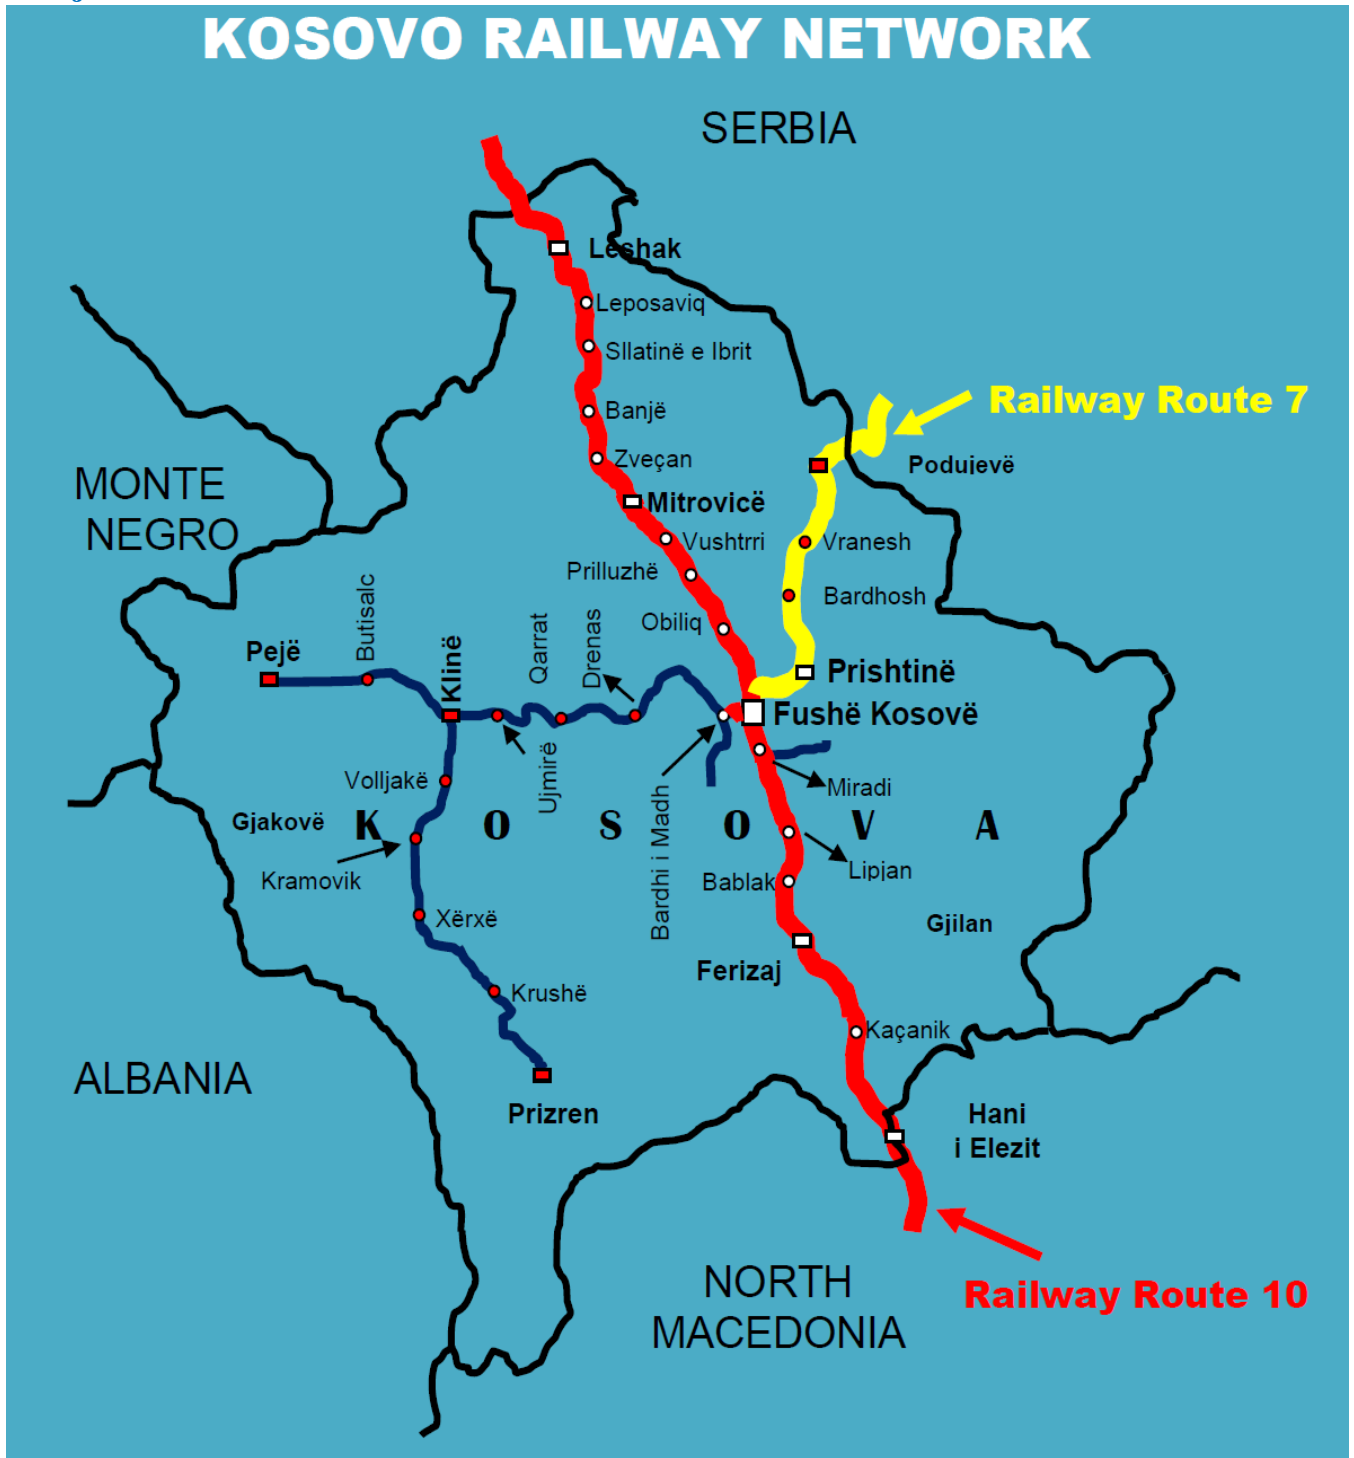 KOSOVO RAILWAY NETWORK
SERBIA
Leshak
Leposaviq
Sllatinë e Ibrit
Railway Route 7
Banjë
Zveçan
Podujevë
MONTE
NEGRO
Mitrovicë
Vushtrri
Vranesh
Prilluzhë
Bardhosh
Butisalc
Obiliq
Qarrat
Drenas
Pejë
Klinë
Prishtinë
Fushë Kosovë
Ujmirë
Volljakë
Miradi
Gjakovë
K O S O V A
Bardhi i Madh
Kramovik
Lipjan
Bablak
Xërxë
Gjilan
Ferizaj
Krushë
Kaçanik
ALBANIA
Prizren
Hani
i Elezit
NORTH
MACEDONIA
Railway Route 10